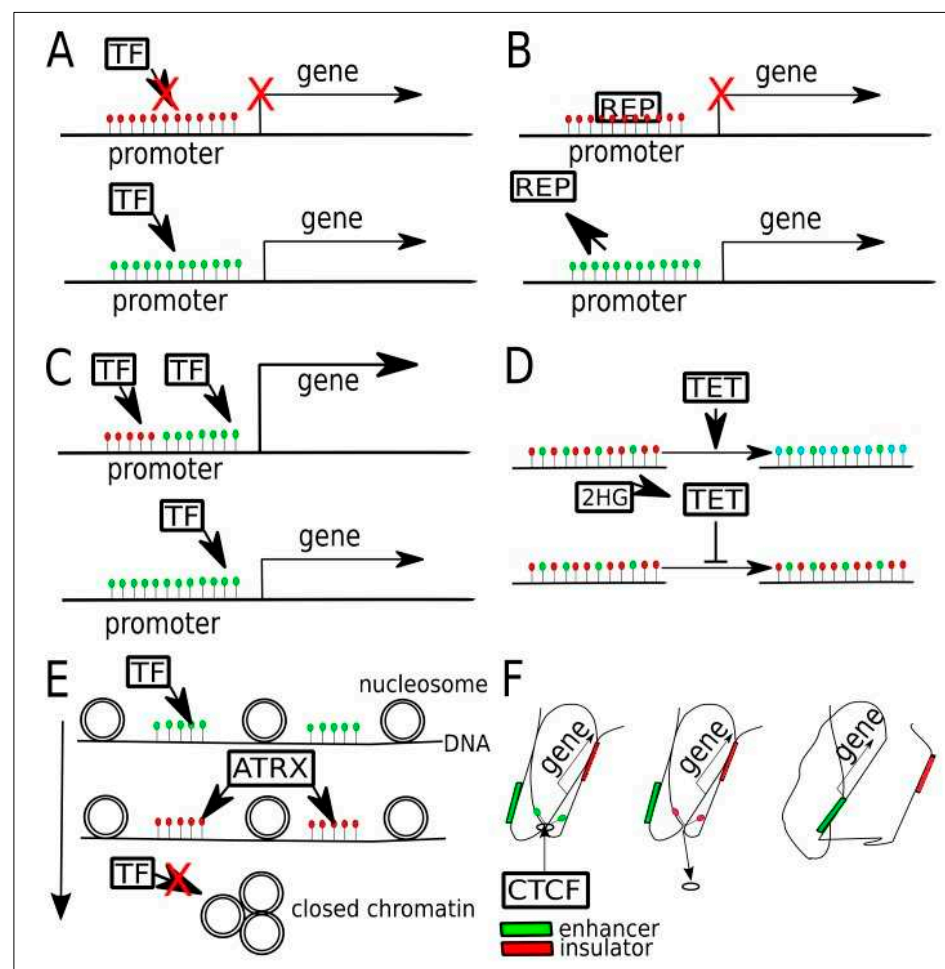 A
TF
gene
promoter
TF
gene
promoter
B
gene
REP
promoter
REP
gene
promoter
C
TF TF
gene
promoter
TF
gene
promoter
D
TET
2HG TET
E
TF
nucleosome
DNA
ATRX
TF
closed chromatin
F
gene gene gene
CTCF
enhancer
insulator